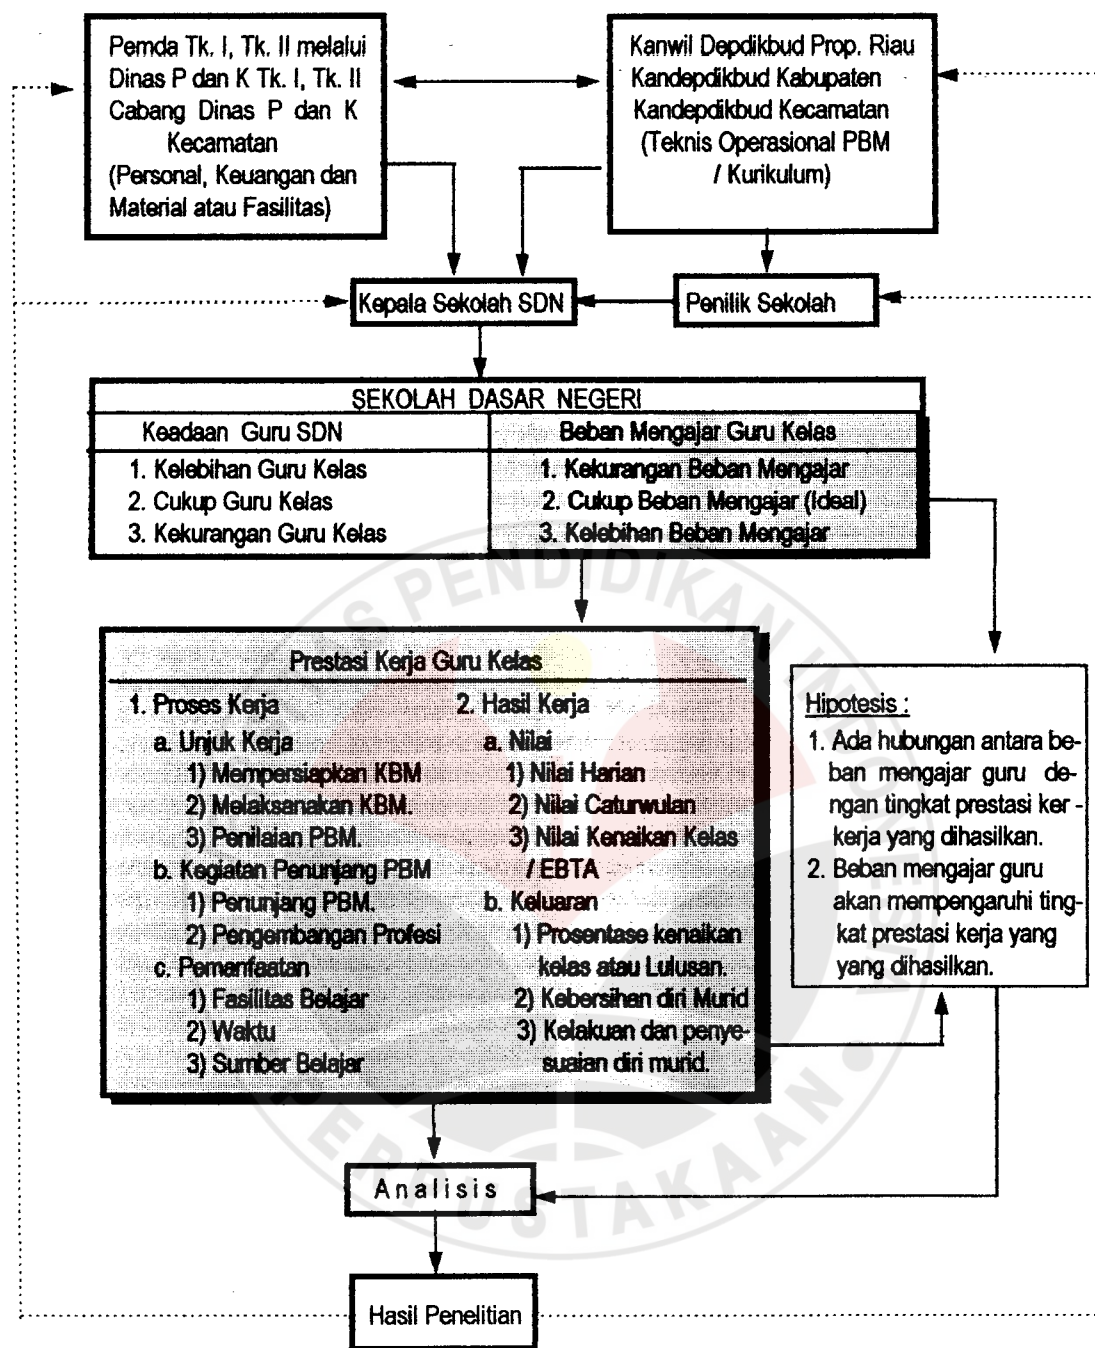 Pemda Tk. I, Tk. II melalui
Dinas P dan K Tk. I, Tk. II
Cabang Dinas P dan K
Kecamatan
(Personal, Keuangan dan
Material atau Fasilitas)
Kanwil Depdikbud Prop. Riau
Kandepdikbud Kabupaten
Kandepdikbud Kecamatan
(Teknis Operasional PBM
/ Kurikulum)
Kepala Sekolah SDN
Penilik Sekolah
SEKOLAH DASAR NEGERI
Keadaan Guru SDN
1. Kelebihan Guru Kelas
2. Cukup Guru Kelas
3. Kekurangan Guru Kelas
Beban Mengajar Guru Kelas
1. Kekurangan Beban Mengajar
2. Cukup Beban Mengajar (Ideal)
3. Kelebihan Beban Mengajar
Prestasi Kerja Guru Kelas
1. Proses Kerja
a. Unjuk Kerja
1) Mempersiapkan KBM
2) Melaksanakan KBM.
3) Penilaian PBM.
b. Kegiatan Penunjang PBM
1) Penunjang PBM.
2) Pengembangan Profesi
c. Pemanfaatan
1) Fasilitas Belajar
2) Waktu
3) Sumber Belajar
2. Hasil Kerja
a. Nilai
1) Nilai Harian
2) Nilai Caturwulan
3) Nilai Kenaikan Kelas
/ EBTA
b. Keluaran
1) Prosentase kenaikan
kelas atau Lulusan.
2) Kebersihan diri Murid
3) Kelakuan dan penye-
suaian diri murid.
Hipotesis :
1. Ada hubungan antara be-
ban mengajar guru de-
ngan tingkat prestasi ker -
kerja yang dihasilkan.
2. Beban mengajar guru
akan mempengaruhi ting-
kat prestasi kerja yang
yang dihasilkan.
Analisis
Hasil Penelitian
PENDIDIKAN INDONESIA
PERPUSTAKAAN